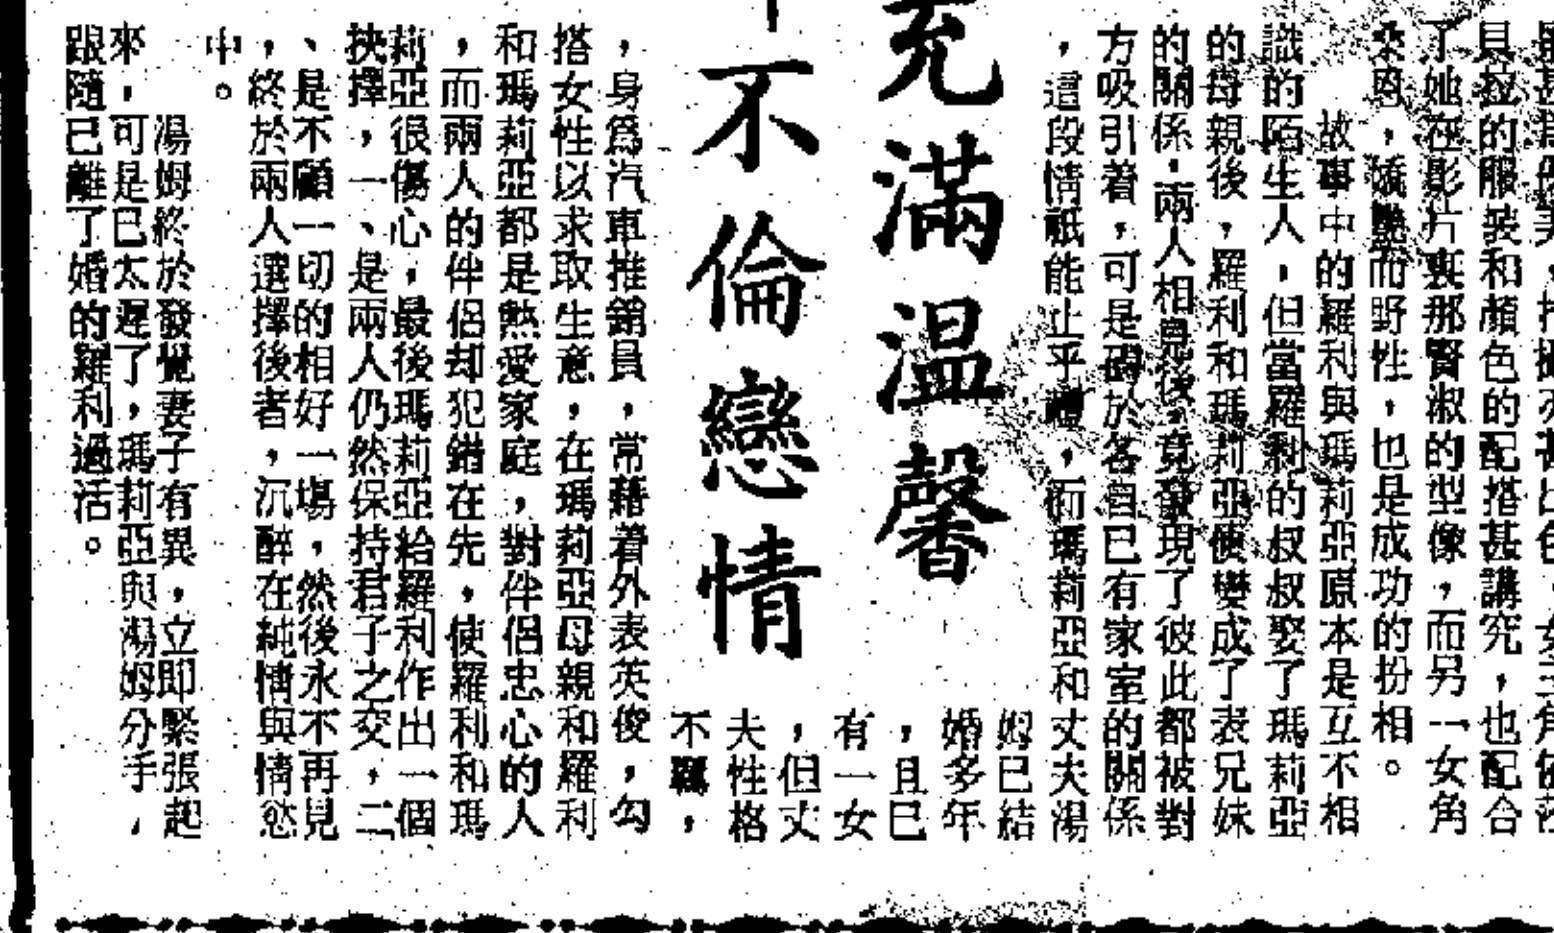 充滿溫馨
不倫戀情
貝拉的服裝和顏色的配搭甚講究，也配合
了她在影片裏那賢淑的型像，而另一女角
桑恩，嬌艷而野性，也是成功的扮相。
故事中的羅利與瑪莉亞原本是互不相
識的陌生人，但當羅利的叔叔娶了瑪莉亞
的母親後，羅利和瑪莉亞便變成了表兄妹
的關係，兩人相見後，竟發現了彼此都被對
方吸引着，可是礙於各自已有家室的關係
，這段情祇能止乎禮，而瑪莉亞和丈夫湯
姆已結
婚多年
，且已
有一女
，但丈
夫性格
不羈，
，身爲汽車推銷員，常藉着外表英俊，勾
搭女性以求取生意，在瑪莉亞母親和羅利
和瑪莉亞都是熱愛家庭，對伴侶忠心的人
，而兩人的伴侶却犯錯在先，使羅利和瑪
莉亞很傷心，最後瑪莉亞給羅利作出一個
抉擇，一、是兩人仍然保持君子之交，二
、是不顧一切的相好一場，然後永不再見
，終於兩人選擇後者，沉醉在純情與情慾
中。
湯姆終於發覺妻子有異，立即緊張起
來，可是已太遲了，瑪莉亞與湯姆分手，
跟隨已離了婚的羅利過活。